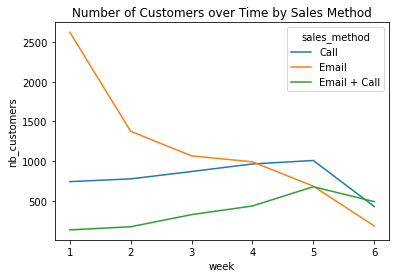 Number of Customers over Time by Sales Method
nb_customers
2500
2000
1500
1000
500
sales_method
Call
Email
Email + Call
1 2 3 4 5 6
week